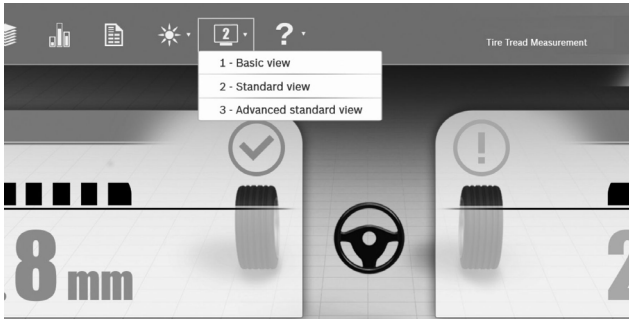 2
?
Tire Tread Measurement
1 - Basic view
2 - Standard view
3 - Advanced standard view
!
.8 mm
2